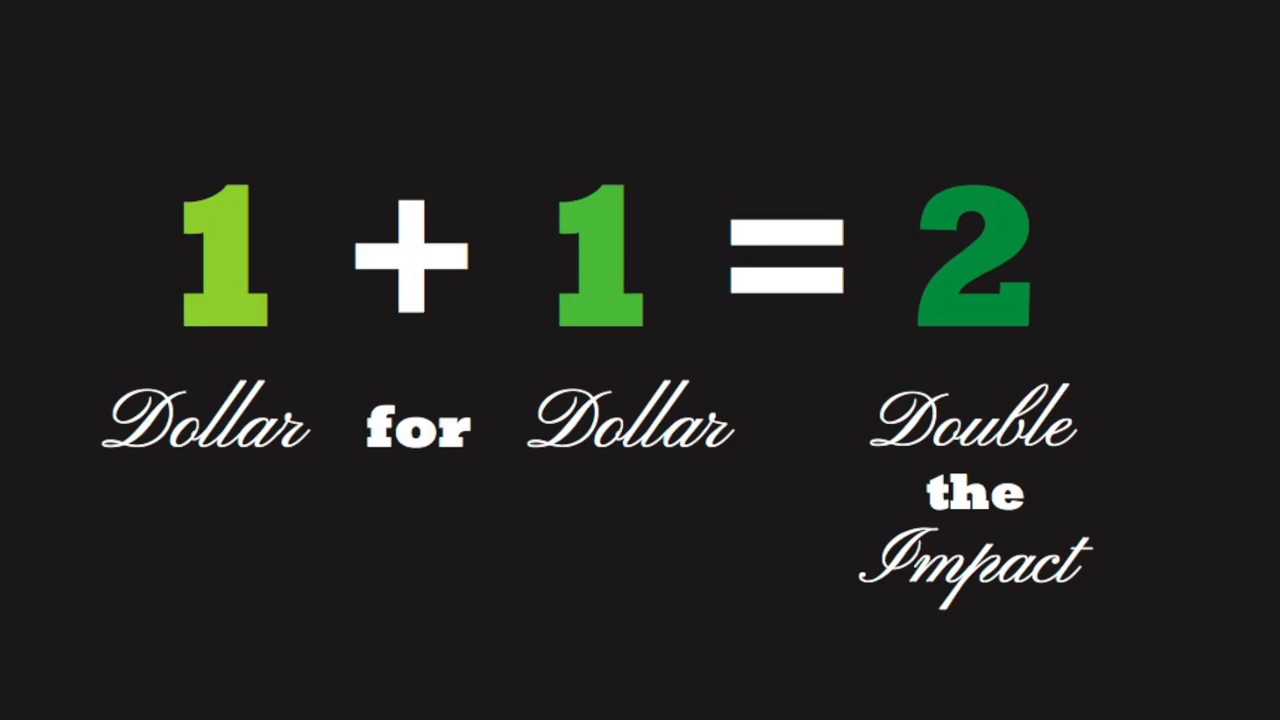 1 + 1 = 2
Dollar for Dollar Double
the
Impact